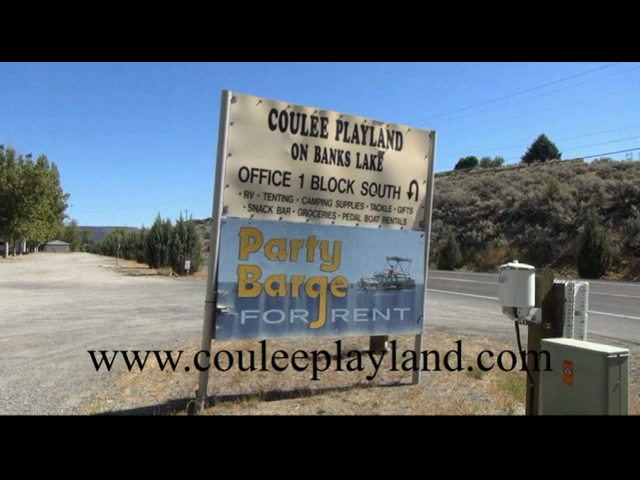 COULEE PLAYLAND
ON BANKS LAKE
OFFICE 1 BLOCK SOUTH
RV • TENTING • CAMPING SUPPLIES • TACKLE • GIFTS
• SNACK BAR • GROCERIES • PEDAL BOAT RENTALS
Party
Barge
FOR RENT
www.couleeplayland.com